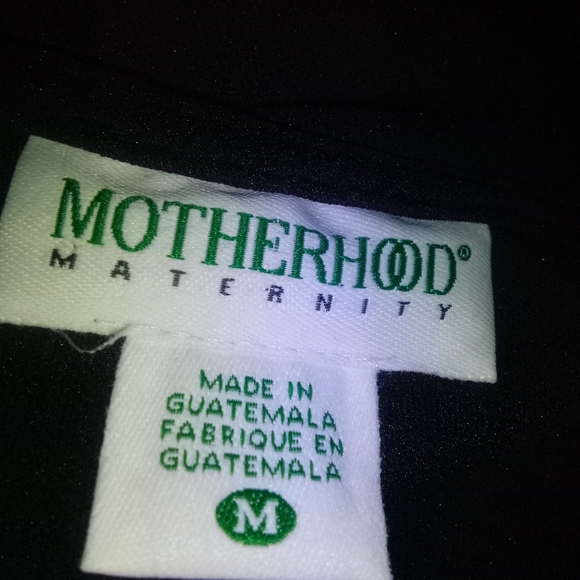 MOTHERHOOD®
MATERNITY
MADE IN
GUATEMALA
FABRIQUE EN
GUATEMALA
M